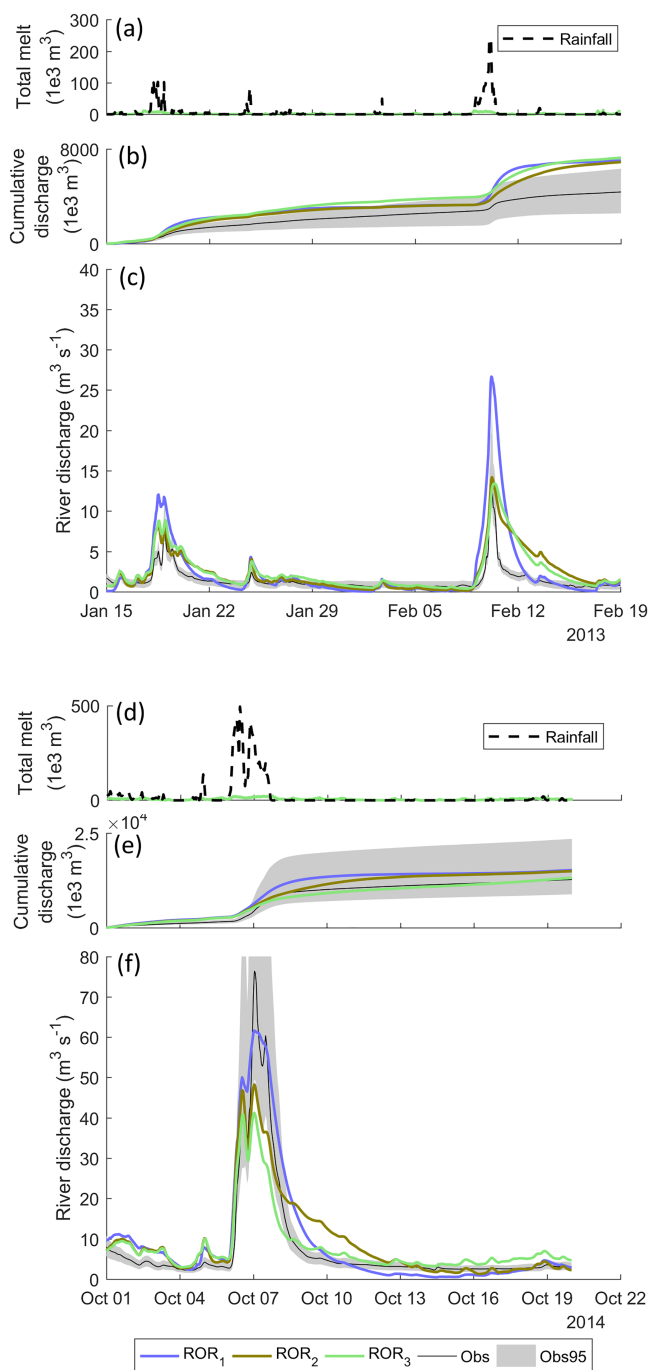 (a)
Total melt
(1e3 m³)
300
200
100
0
Rainfall
(b)
Cumulative
discharge
(1e3 m³)
8000
0
(c)
River discharge (m³ s⁻¹)
40
35
30
25
20
15
10
5
0
Jan 15 Jan 22 Jan 29 Feb 05 Feb 12 Feb 19
2013
(d)
Total melt
(1e3 m³)
500
0
Rainfall
(e)
×10⁴
Cumulative
discharge
(1e3 m³)
2.5
0
(f)
River discharge (m³ s⁻¹)
80
70
60
50
40
30
20
10
0
Oct 01 Oct 04 Oct 07 Oct 10 Oct 13 Oct 16 Oct 19 Oct 22
2014
ROR₁ ROR₂ ROR₃ Obs Obs95